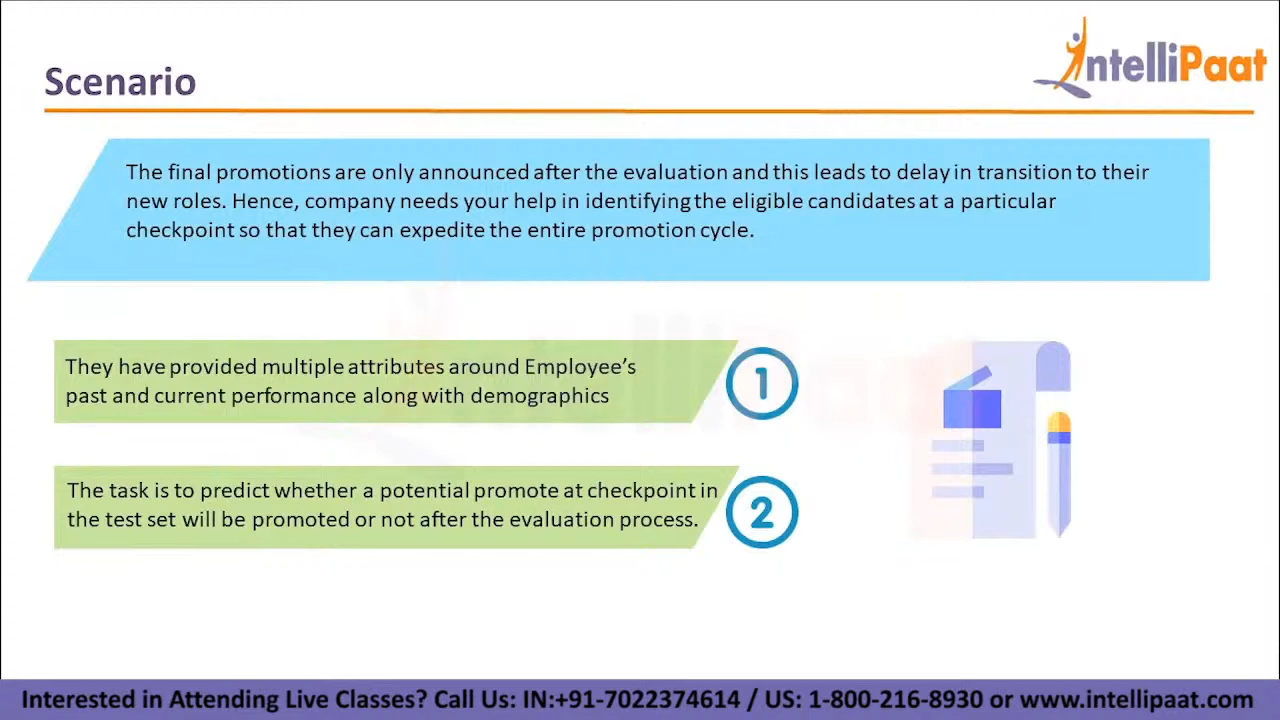 Scenario
IntelliPaat
The final promotions are only announced after the evaluation and this leads to delay in transition to their
new roles. Hence, company needs your help in identifying the eligible candidates at a particular
checkpoint so that they can expedite the entire promotion cycle.
They have provided multiple attributes around Employee’s
past and current performance along with demographics
1
The task is to predict whether a potential promote at checkpoint in
the test set will be promoted or not after the evaluation process.
2
Interested in Attending Live Classes? Call Us: IN:+91-7022374614 / US: 1-800-216-8930 or www.intellipaat.com